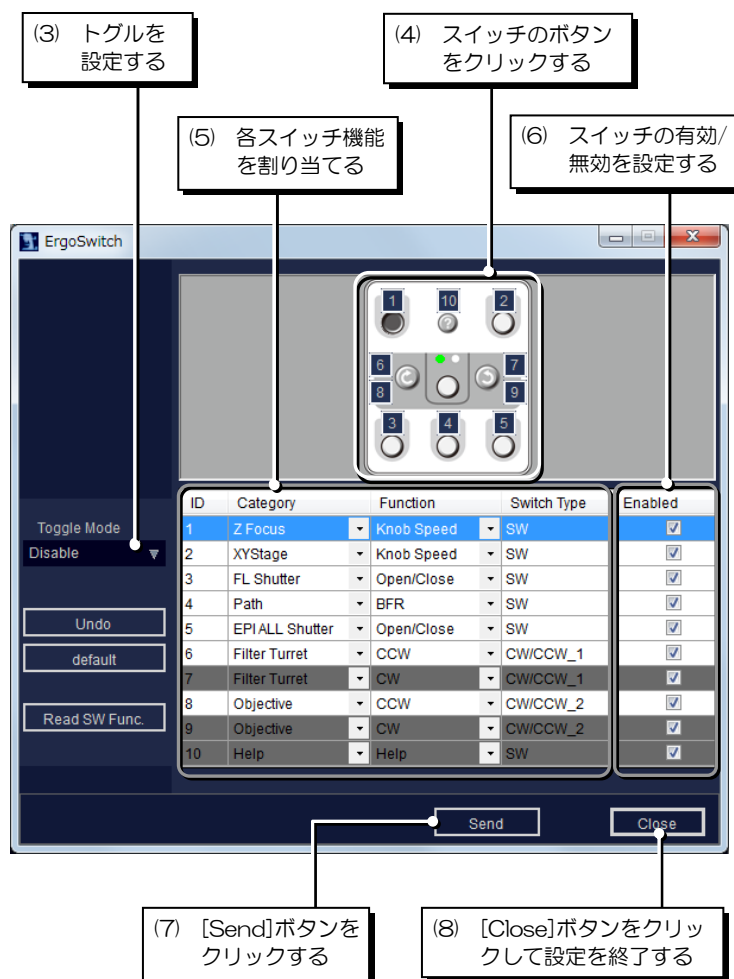 (3) トグルを
設定する
(4) スイッチのボタン
をクリックする
(5) 各スイッチ機能
を割り当てる
(6) スイッチの有効/
無効を設定する
ErgoSwitch
1 10 2
?
6 7
8 9
3 4 5
Toggle Mode
Disable
Undo
default
Read SW Func.
ID Category Function Switch Type Enabled
1 Z Focus Knob Speed SW
2 XYStage Knob Speed SW
3 FL Shutter Open/Close SW
4 Path BFR SW
5 EPI ALL Shutter Open/Close SW
6 Filter Turret CCW CW/CCW_1
7 Filter Turret CW CW/CCW_1
8 Objective CCW CW/CCW_2
9 Objective CW CW/CCW_2
10 Help Help SW
Send Close
(7) [Send]ボタンを
クリックする
(8) [Close]ボタンをクリッ
クして設定を終了する